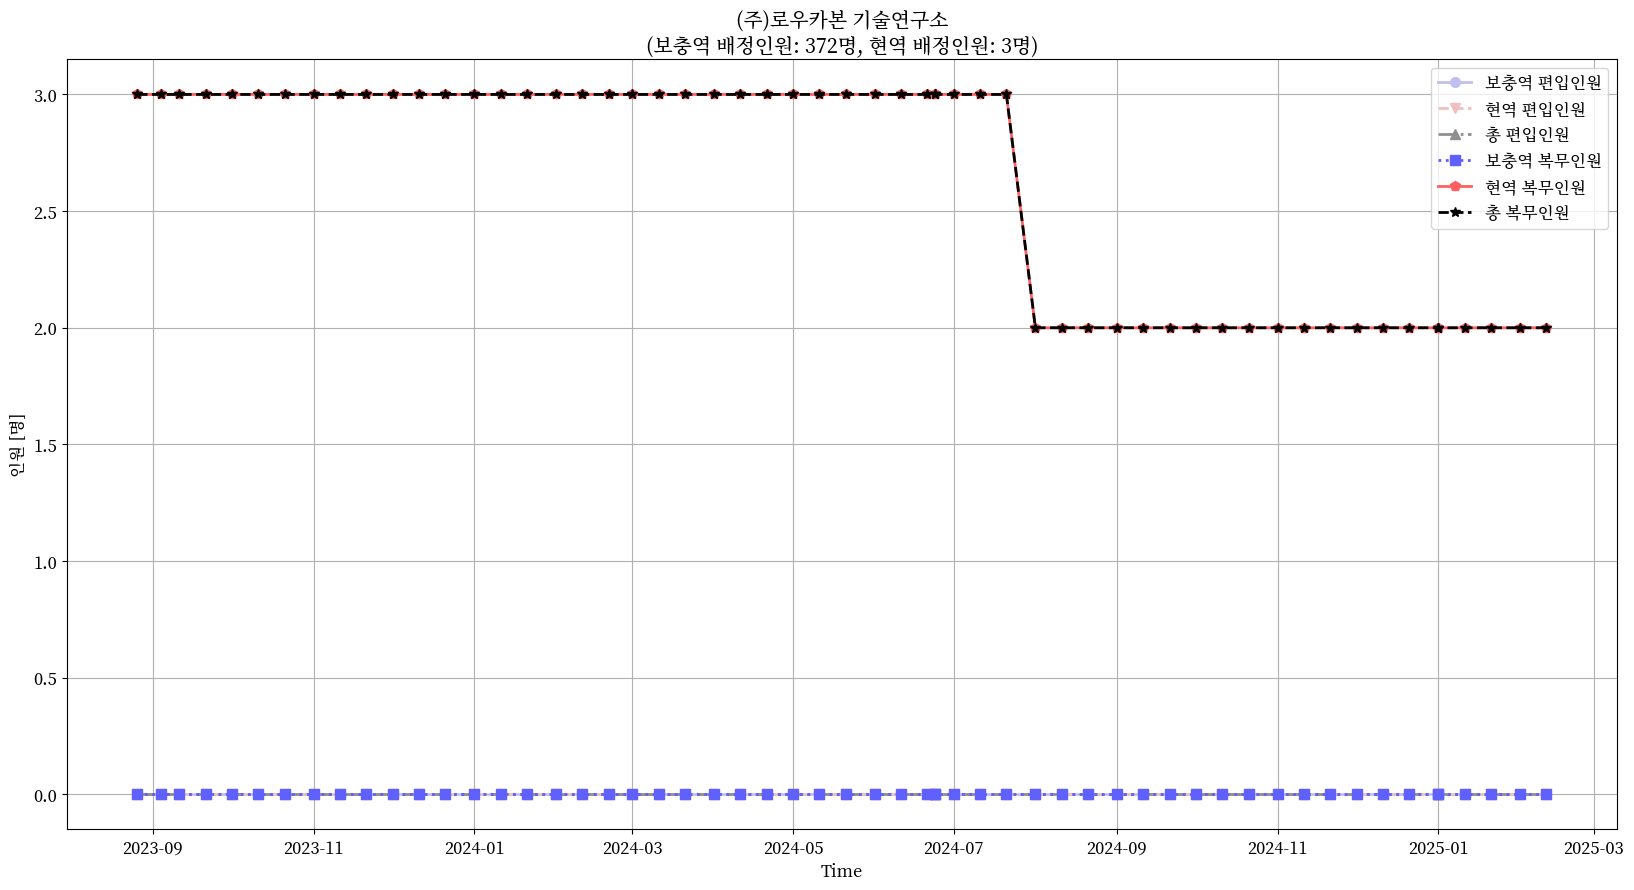 (주)로우카본 기술연구소
(보충역 배정인원: 372명, 현역 배정인원: 3명)
보충역 편입인원
현역 편입인원
총 편입인원
보충역 복무인원
현역 복무인원
총 복무인원
인원 [명]
3.0
2.5
2.0
1.5
1.0
0.5
0.0
2023-09
2023-11
2024-01
2024-03
2024-05
2024-07
2024-09
2024-11
2025-01
2025-03
Time